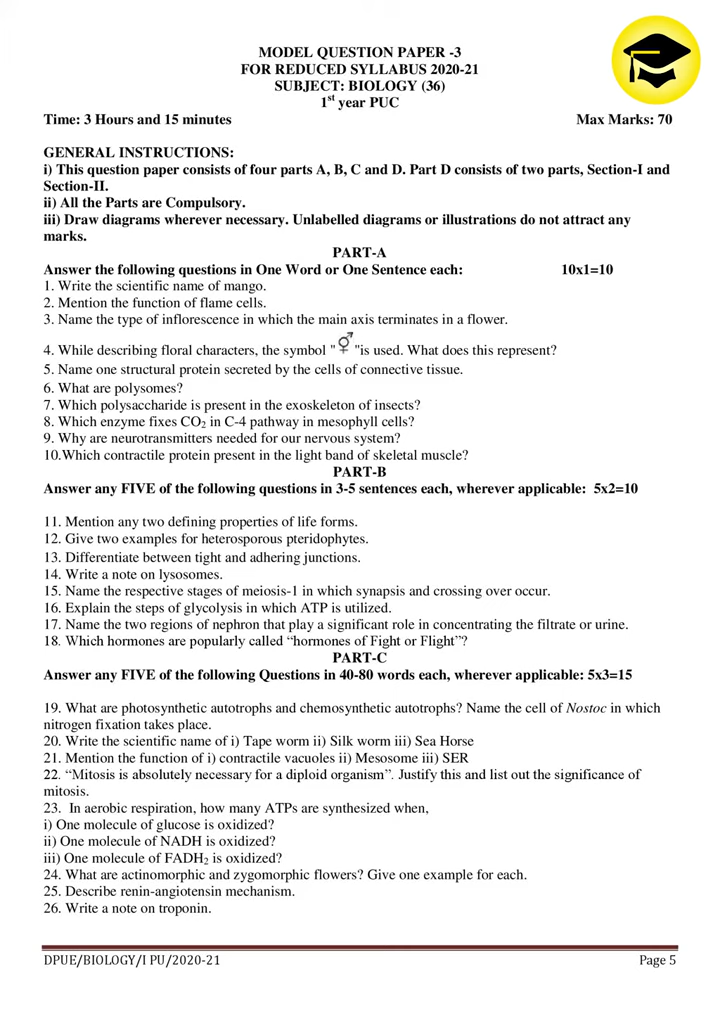 MODEL QUESTION PAPER -3
FOR REDUCED SYLLABUS 2020-21
SUBJECT: BIOLOGY (36)
1st year PUC
Time: 3 Hours and 15 minutes Max Marks: 70
GENERAL INSTRUCTIONS:
i) This question paper consists of four parts A, B, C and D. Part D consists of two parts, Section-I and
Section-II.
ii) All the Parts are Compulsory.
iii) Draw diagrams wherever necessary. Unlabelled diagrams or illustrations do not attract any
marks.
PART-A
Answer the following questions in One Word or One Sentence each: 10x1=10
1. Write the scientific name of mango.
2. Mention the function of flame cells.
3. Name the type of inflorescence in which the main axis terminates in a flower.
4. While describing floral characters, the symbol "⚥"is used. What does this represent?
5. Name one structural protein secreted by the cells of connective tissue.
6. What are polysomes?
7. Which polysaccharide is present in the exoskeleton of insects?
8. Which enzyme fixes CO2 in C-4 pathway in mesophyll cells?
9. Why are neurotransmitters needed for our nervous system?
10.Which contractile protein present in the light band of skeletal muscle?
PART-B
Answer any FIVE of the following questions in 3-5 sentences each, wherever applicable: 5x2=10
11. Mention any two defining properties of life forms.
12. Give two examples for heterosporous pteridophytes.
13. Differentiate between tight and adhering junctions.
14. Write a note on lysosomes.
15. Name the respective stages of meiosis-1 in which synapsis and crossing over occur.
16. Explain the steps of glycolysis in which ATP is utilized.
17. Name the two regions of nephron that play a significant role in concentrating the filtrate or urine.
18. Which hormones are popularly called “hormones of Fight or Flight”?
PART-C
Answer any FIVE of the following Questions in 40-80 words each, wherever applicable: 5x3=15
19. What are photosynthetic autotrophs and chemosynthetic autotrophs? Name the cell of Nostoc in which
nitrogen fixation takes place.
20. Write the scientific name of i) Tape worm ii) Silk worm iii) Sea Horse
21. Mention the function of i) contractile vacuoles ii) Mesosome iii) SER
22. “Mitosis is absolutely necessary for a diploid organism”. Justify this and list out the significance of
mitosis.
23. In aerobic respiration, how many ATPs are synthesized when,
i) One molecule of glucose is oxidized?
ii) One molecule of NADH is oxidized?
iii) One molecule of FADH2 is oxidized?
24. What are actinomorphic and zygomorphic flowers? Give one example for each.
25. Describe renin-angiotensin mechanism.
26. Write a note on troponin.
DPUE/BIOLOGY/I PU/2020-21 Page 5